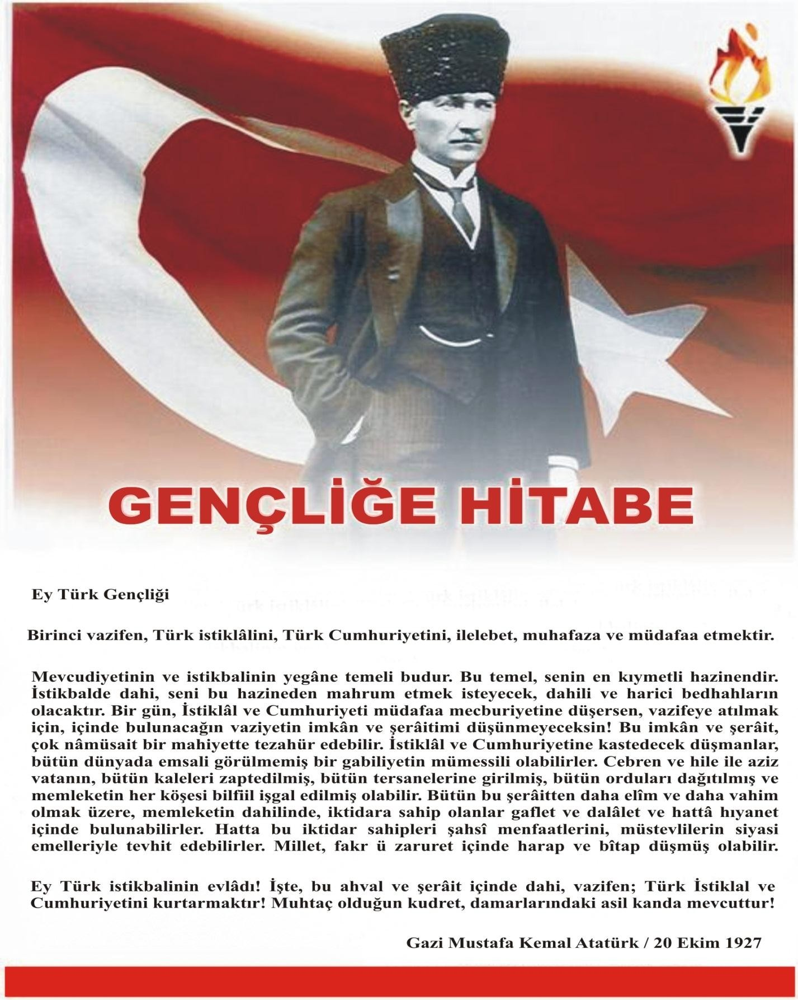 GENÇLİĞE HİTABE
Ey Türk Gençliği
Birinci vazifen, Türk istiklâlini, Türk Cumhuriyetini, ilelebet, muhafaza ve müdafaa etmektir.
Mevcudiyetinin ve istikbalinin yegâne temeli budur. Bu temel, senin en kıymetli hazinendir.
İstikbalde dahi, seni bu hazineden mahrum etmek isteyecek, dahili ve harici bedhahların
olacaktır. Bir gün, İstiklâl ve Cumhuriyeti müdafaa mecburiyetine düşersen, vazifeye atılmak
için, içinde bulunacağın vaziyetin imkân ve şerâitimi düşünmeyeceksin! Bu imkân ve şerâit,
çok nâmüsait bir mahiyette tezahür edebilir. İstiklâl ve Cumhuriyetine kastedecek düşmanlar,
bütün dünyada emsali görülmemiş bir gabiliyetin mümessili olabilirler. Cebren ve hile ile aziz
vatanın, bütün kaleleri zaptedilmiş, bütün tersanelerine girilmiş, bütün orduları dağıtılmış ve
memleketin her köşesi bilfiil işgal edilmiş olabilir. Bütün bu şerâitten daha elîm ve daha vahim
olmak üzere, memleketin dahilinde, iktidara sahip olanlar gaflet ve dalâlet ve hattâ hıyanet
içinde bulunabilirler. Hatta bu iktidar sahipleri şahsî menfaatlerini, müstevlilerin siyasi
emelleriyle tevhit edebilirler. Millet, fakr ü zaruret içinde harap ve bîtap düşmüş olabilir.
Ey Türk istikbalinin evlâdı! İşte, bu ahval ve şerâit içinde dahi, vazifen; Türk İstiklal ve
Cumhuriyetini kurtarmaktır! Muhtaç olduğun kudret, damarlarındaki asil kanda mevcuttur!
Gazi Mustafa Kemal Atatürk / 20 Ekim 1927